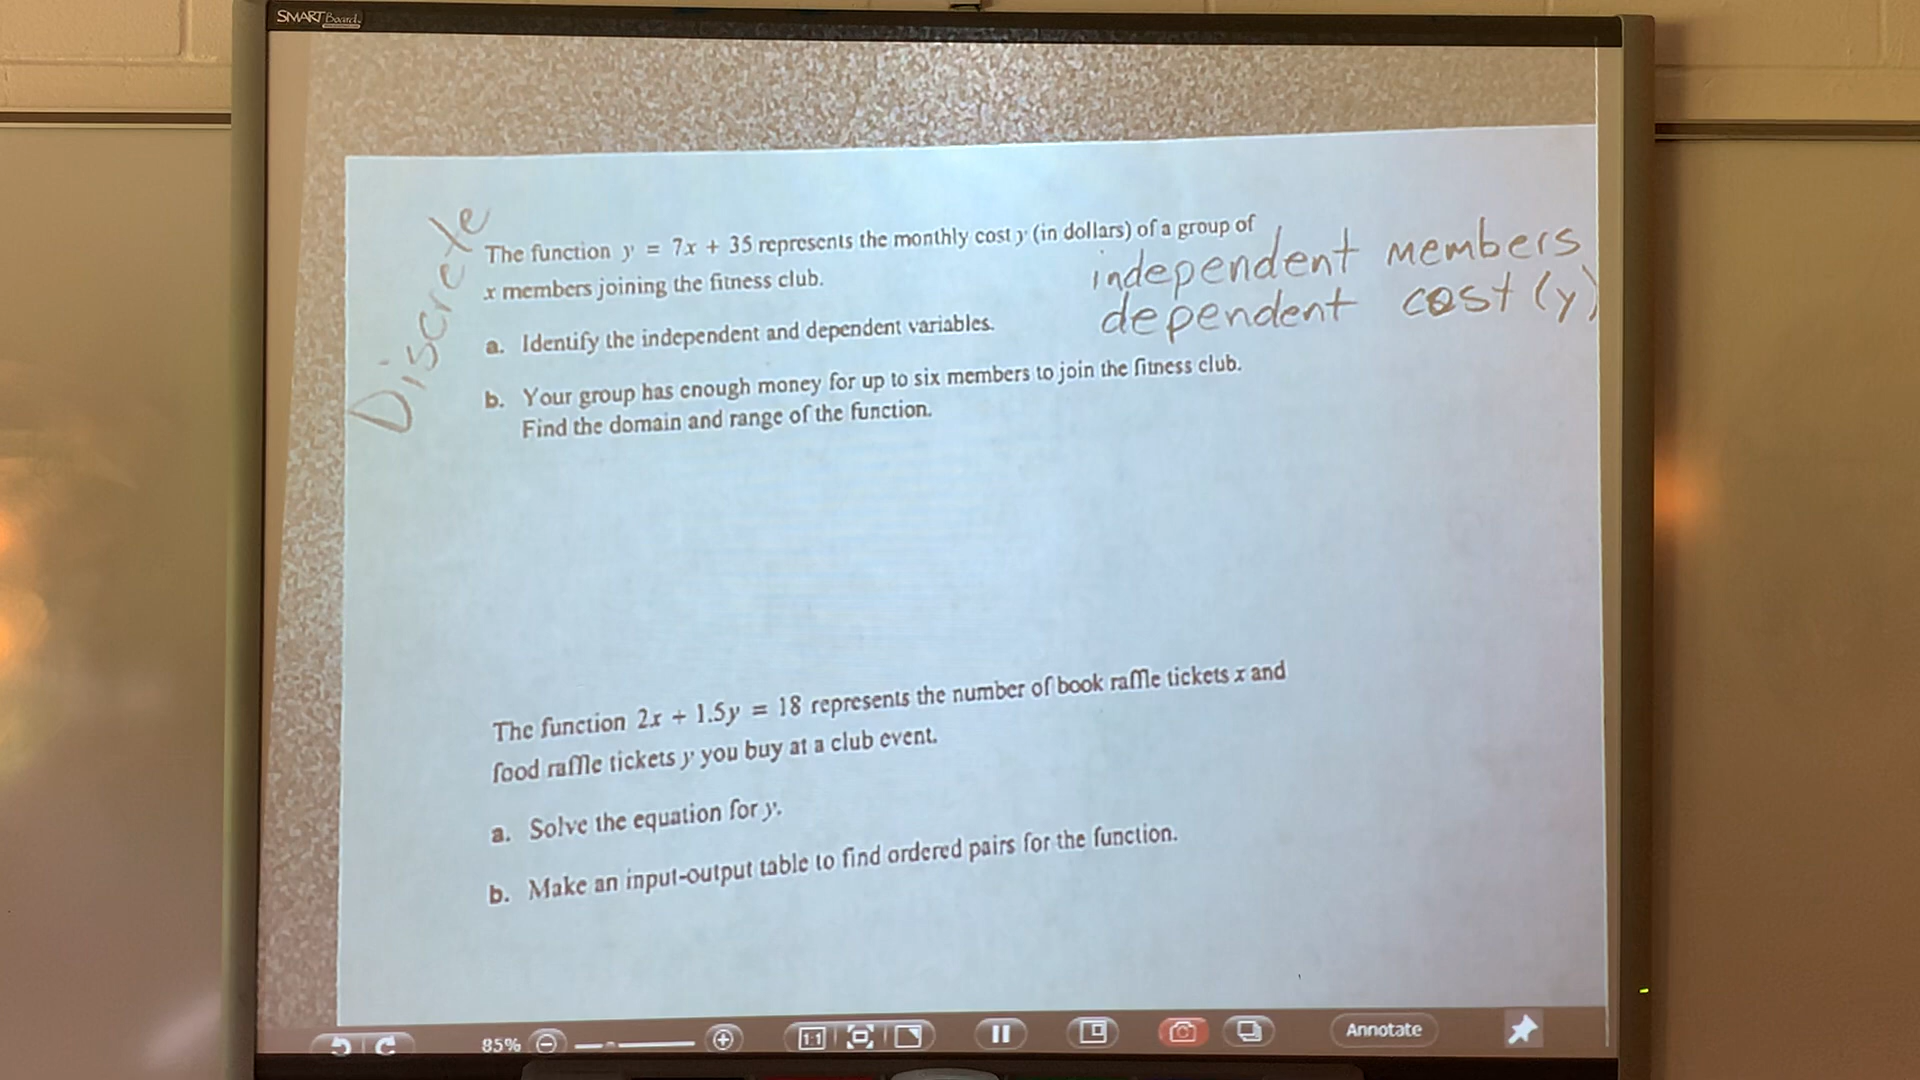 SMART Board
Discrete
The function y = 7x + 35 represents the monthly cost y (in dollars) of a group of
x members joining the fitness club.
independent members
dependent cost (y)
a. Identify the independent and dependent variables.
b. Your group has enough money for up to six members to join the fitness club.
Find the domain and range of the function.
The function 2x + 1.5y = 18 represents the number of book raffle tickets x and
food raffle tickets y you buy at a club event.
a. Solve the equation for y.
b. Make an input-output table to find ordered pairs for the function.
85% 1:1 Annotate